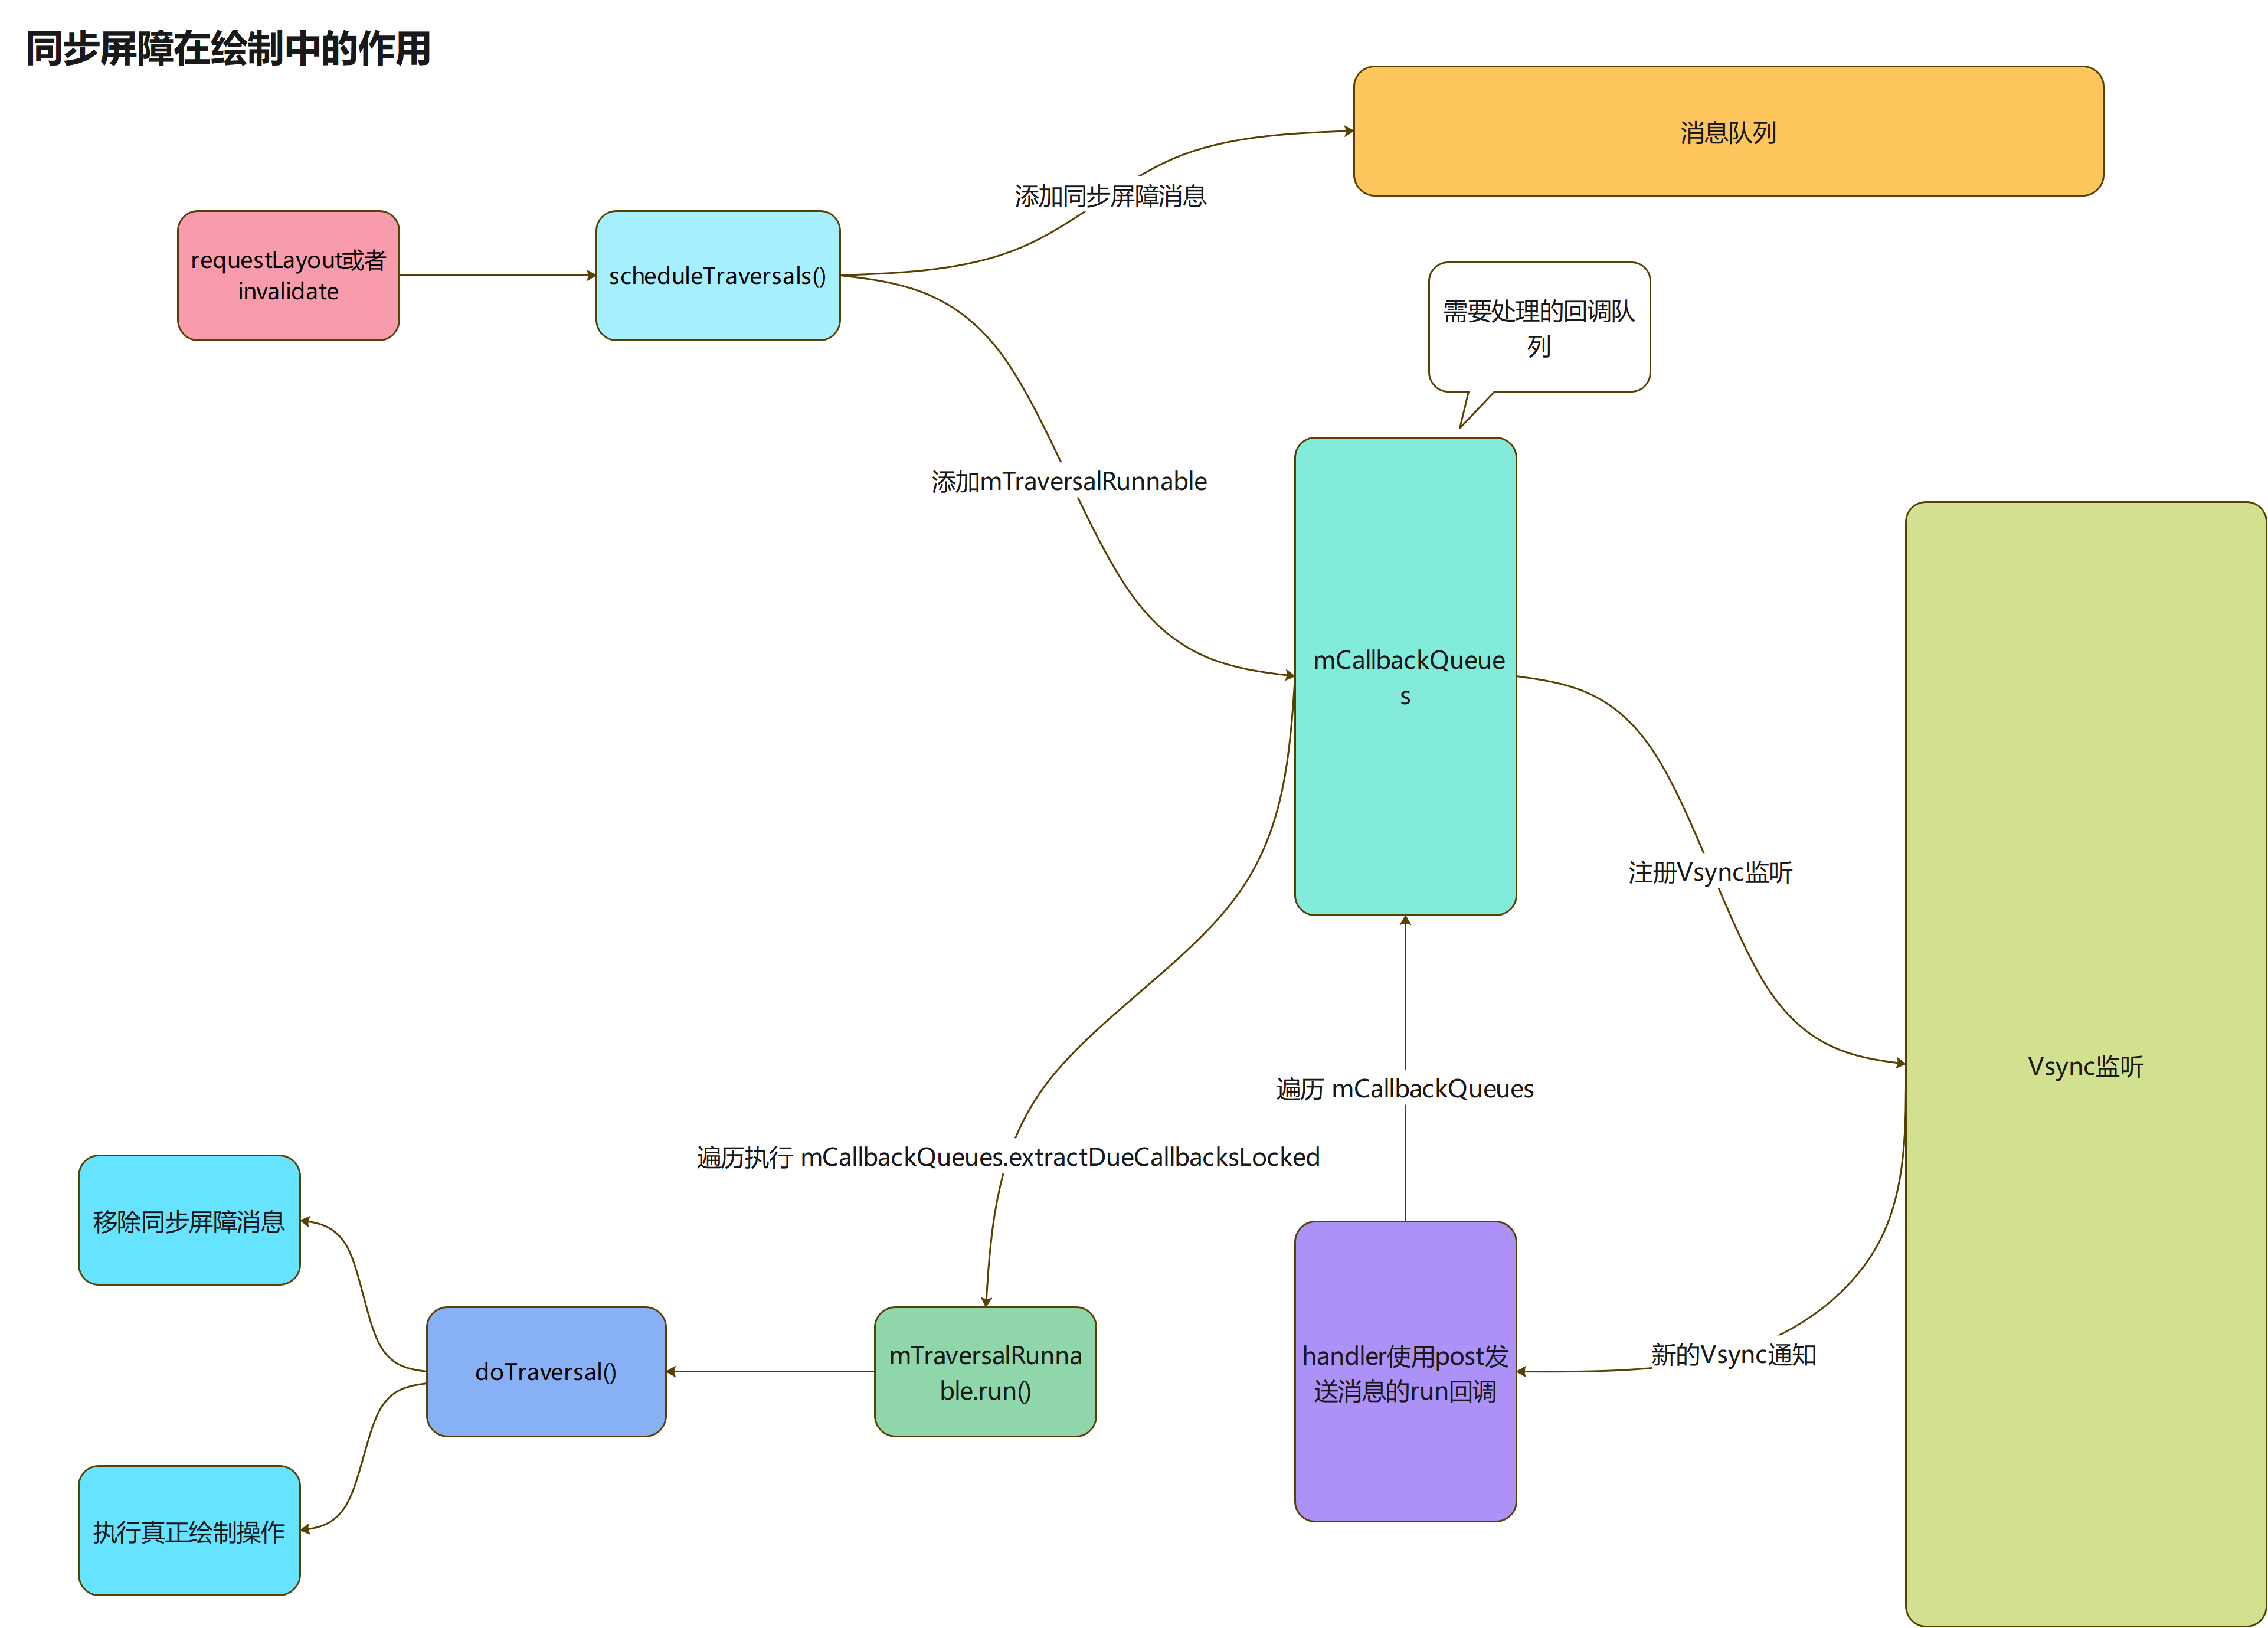 同步屏障在绘制中的作用
消息队列
添加同步屏障消息
requestLayout或者
invalidate
scheduleTraversals()
需要处理的回调队
列
添加mTraversalRunnable
mCallbackQueue
s
注册Vsync监听
Vsync监听
遍历 mCallbackQueues
遍历执行 mCallbackQueues.extractDueCallbacksLocked
移除同步屏障消息
doTraversal()
mTraversalRunna
ble.run()
handler使用post发
送消息的run回调
新的Vsync通知
执行真正绘制操作